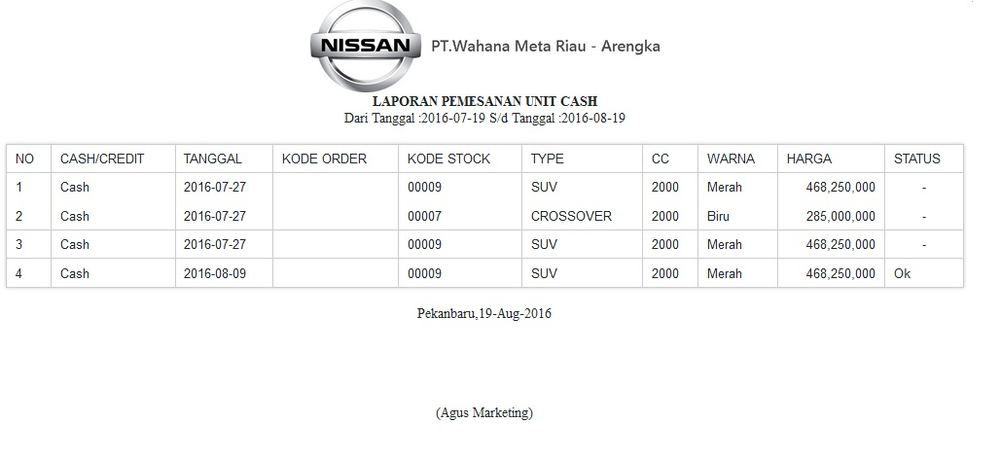 NISSAN PT.Wahana Meta Riau - Arengka
LAPORAN PEMESANAN UNIT CASH
Dari Tanggal :2016-07-19 S/d Tanggal :2016-08-19
NO CASH/CREDIT TANGGAL KODE ORDER KODE STOCK TYPE CC WARNA HARGA STATUS
1 Cash 2016-07-27 00009 SUV 2000 Merah 468,250,000 -
2 Cash 2016-07-27 00007 CROSSOVER 2000 Biru 285,000,000 -
3 Cash 2016-07-27 00009 SUV 2000 Merah 468,250,000 -
4 Cash 2016-08-09 00009 SUV 2000 Merah 468,250,000 Ok
Pekanbaru,19-Aug-2016
(Agus Marketing)